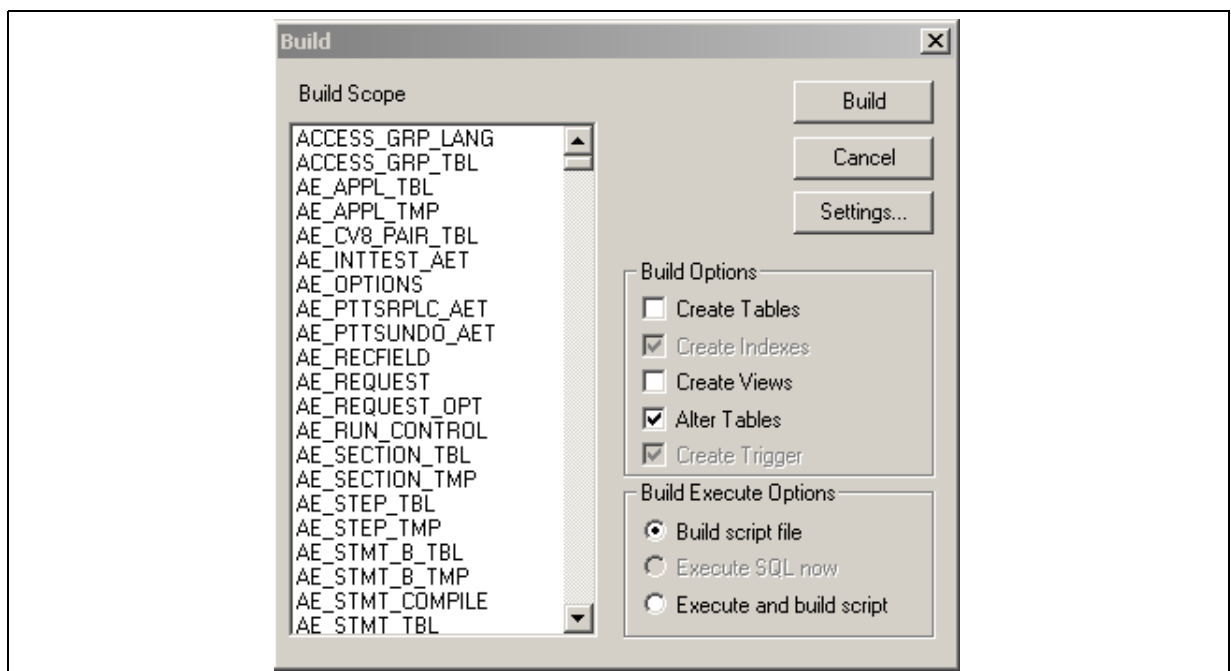 Build
Build Scope
ACCESS_GRP_LANG
ACCESS_GRP_TBL
AE_APPL_TBL
AE_APPL_TMP
AE_CV8_PAIR_TBL
AE_INTTEST_AET
AE_OPTIONS
AE_PTTSRPLC_AET
AE_PTTSUNDO_AET
AE_RECFIELD
AE_REQUEST
AE_REQUEST_OPT
AE_RUN_CONTROL
AE_SECTION_TBL
AE_SECTION_TMP
AE_STEP_TBL
AE_STEP_TMP
AE_STMT_B_TBL
AE_STMT_B_TMP
AE_STMT_COMPILE
AE_STMT_TBL
Build
Cancel
Settings...
Build Options
Create Tables
Create Indexes
Create Views
Alter Tables
Create Trigger
Build Execute Options
Build script file
Execute SQL now
Execute and build script